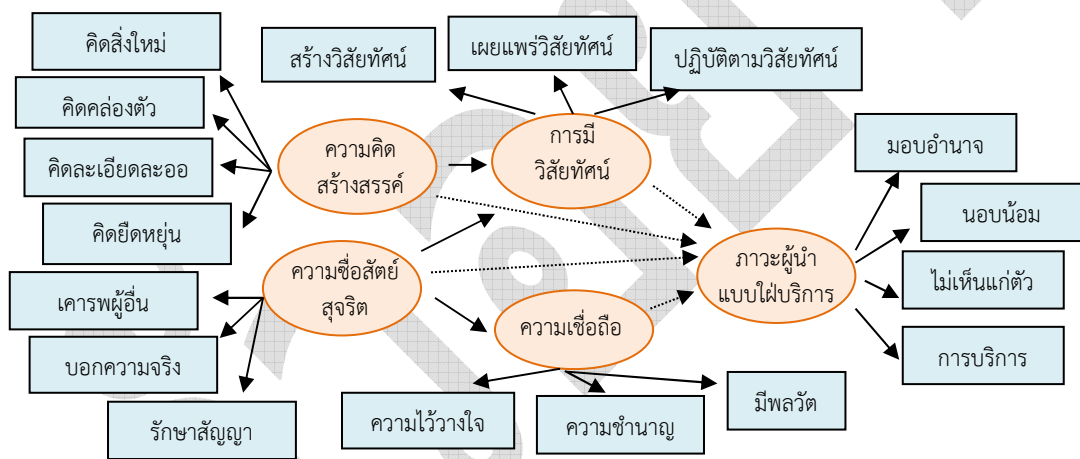 คิดสิ่งใหม่
คิดคล่องตัว
คิดละเอียดละออ
คิดยืดหยุ่น
เคารพผู้อื่น
บอกความจริง
รักษาสัญญา
สร้างวิสัยทัศน์
เผยแพร่วิสัยทัศน์
ปฏิบัติตามวิสัยทัศน์
ความคิด
สร้างสรรค์
การมี
วิสัยทัศน์
ความซื่อสัตย์
สุจริต
ความเชื่อถือ
ความไว้วางใจ
ความชำนาญ
มีพลวัต
ภาวะผู้นำ
แบบใฝ่บริการ
มอบอำนาจ
นอบน้อม
ไม่เห็นแก่ตัว
การบริการ